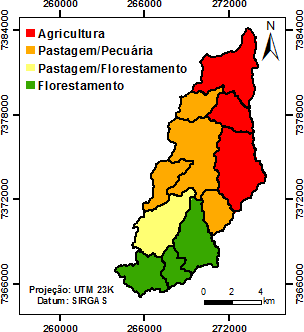 260000 266000 272000
7384000
7378000
7372000
7366000
Agricultura
Pastagem/Pecuária
Pastagem/Florestamento
Florestamento
N
7384000
7378000
7372000
7366000
Projeção: UTM 23K
Datum: SIRGAS
0 2 4
km
260000 266000 272000